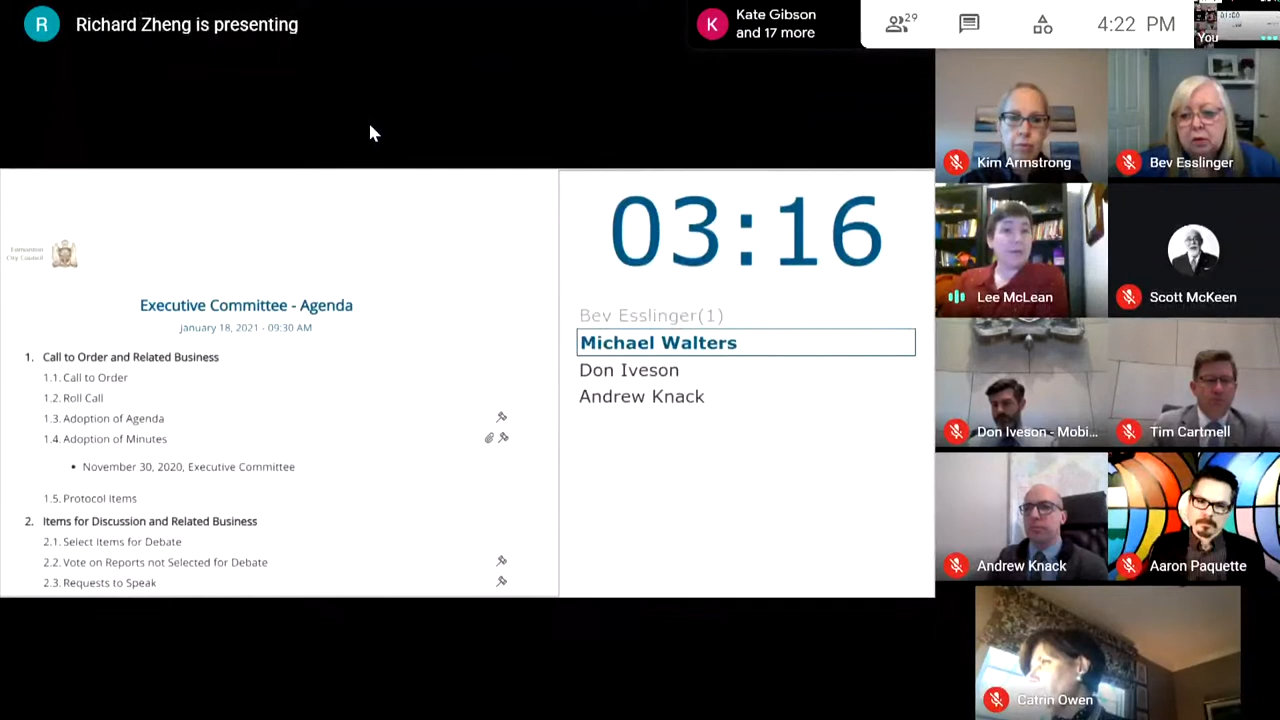 R
Richard Zheng is presenting
K
Kate Gibson
and 17 more
29
4:22 PM
You
Kim Armstrong
Bev Esslinger
Lee McLean
Scott McKeen
Don Iveson - Mobi...
Tim Cartmell
Andrew Knack
Aaron Paquette
Catrin Owen
Edmonton
City Council
Executive Committee - Agenda
January 18, 2021 - 09:30 AM
1. Call to Order and Related Business
1.1. Call to Order
1.2. Roll Call
1.3. Adoption of Agenda
1.4. Adoption of Minutes
• November 30, 2020, Executive Committee
1.5. Protocol Items
2. Items for Discussion and Related Business
2.1. Select Items for Debate
2.2. Vote on Reports not Selected for Debate
2.3. Requests to Speak
03:16
Bev Esslinger(1)
Michael Walters
Don Iveson
Andrew Knack